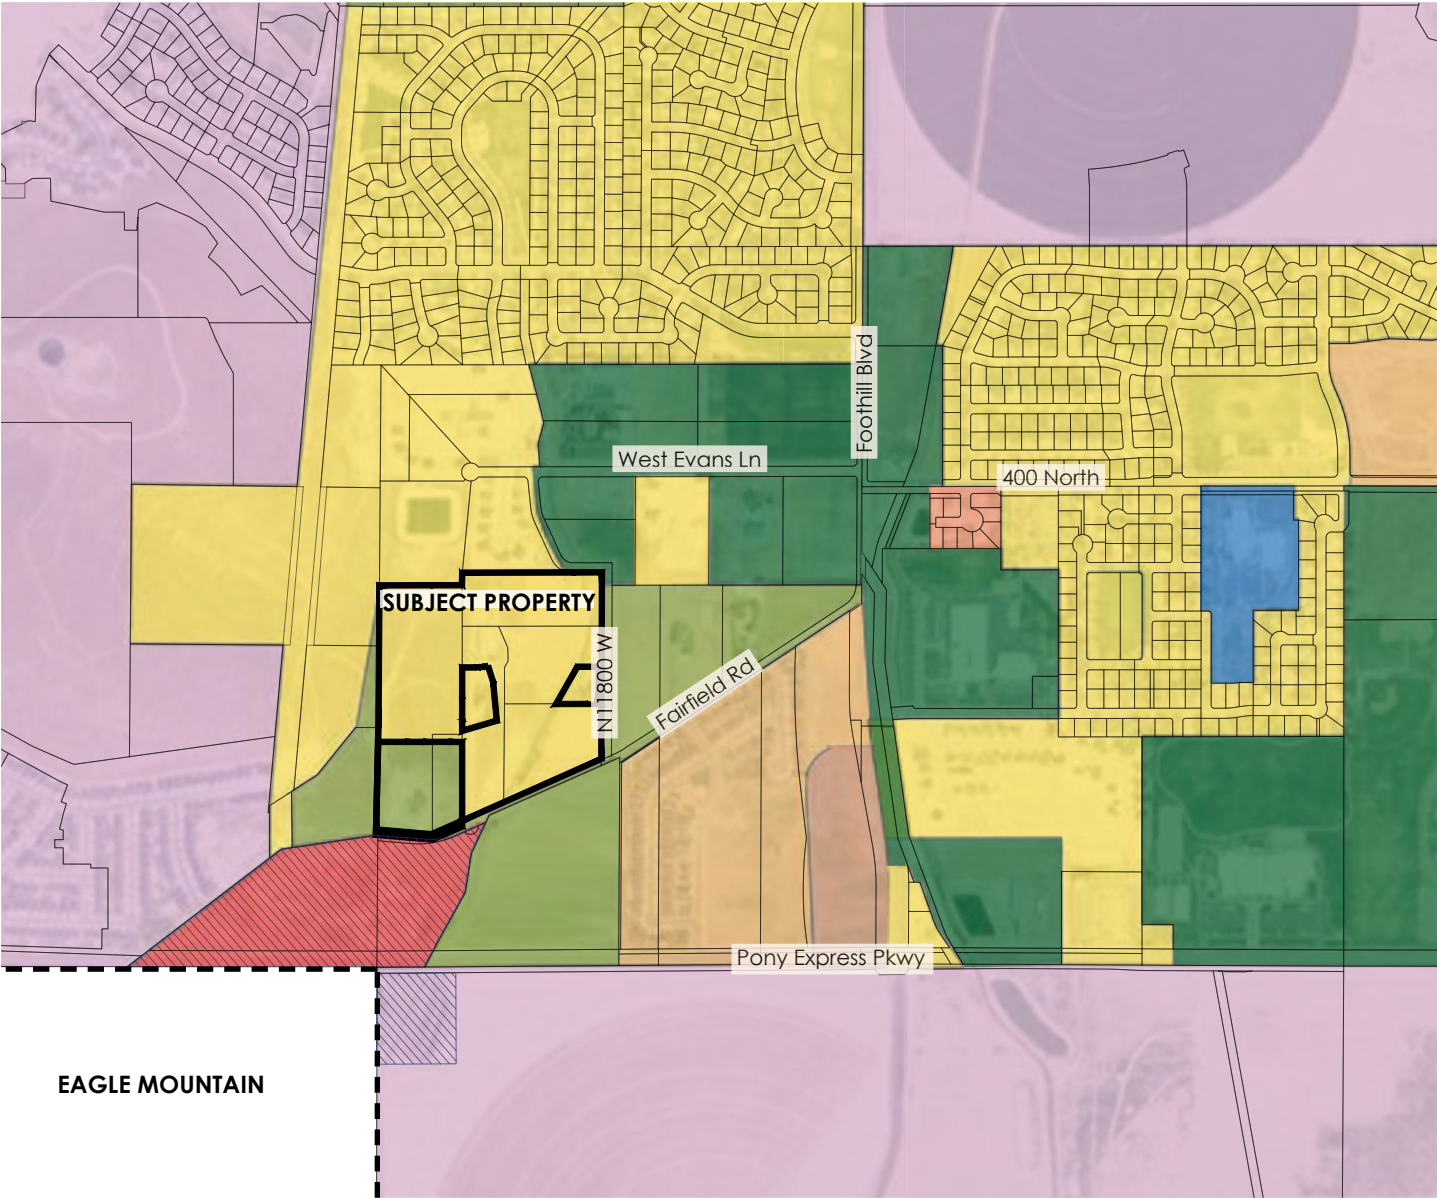 Foothill Blvd
West Evans Ln
400 North
SUBJECT PROPERTY
N11800 W
Fairfield Rd
Pony Express Pkwy
EAGLE MOUNTAIN